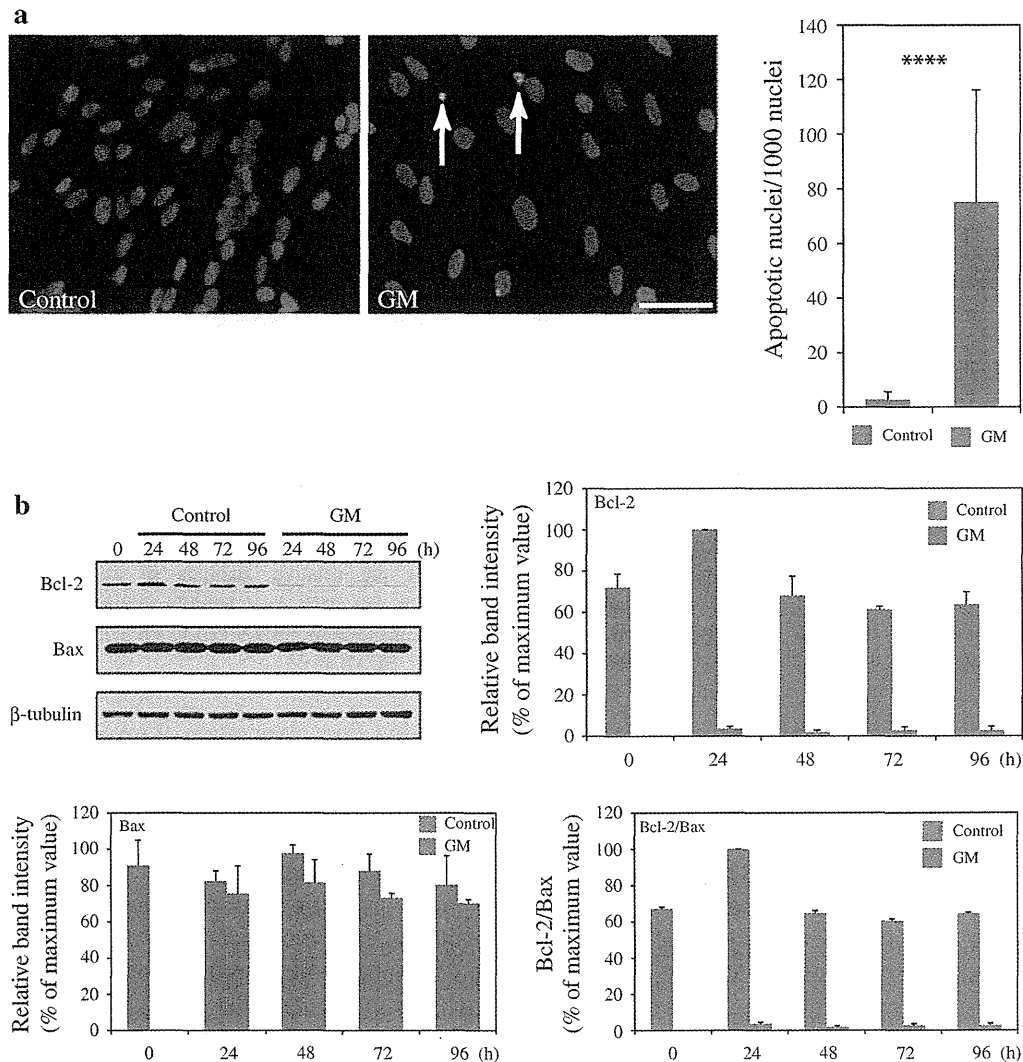 a
Control
GM
Apoptotic nuclei/1000 nuclei
140
120
100
80
60
40
20
0
****
Control
GM
b
Control
GM
0 24 48 72 96 24 48 72 96 (h)
Bcl-2
Bax
β-tubulin
Relative band intensity
(% of maximum value)
120
100
80
60
40
20
0
Bcl-2
Control
GM
0 24 48 72 96 (h)
Relative band intensity
(% of maximum value)
120
100
80
60
40
20
0
Bax
Control
GM
0 24 48 72 96 (h)
Bcl-2/Bax
(% of maximum value)
120
100
80
60
40
20
0
Bcl-2/Bax
Control
GM
0 24 48 72 96 (h)